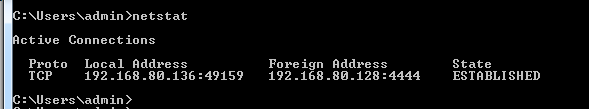 C:\Users\admin>netstat
Active Connections
Proto  Local Address          Foreign Address        State
TCP    192.168.80.136:49159   192.168.80.128:4444    ESTABLISHED
C:\Users\admin>